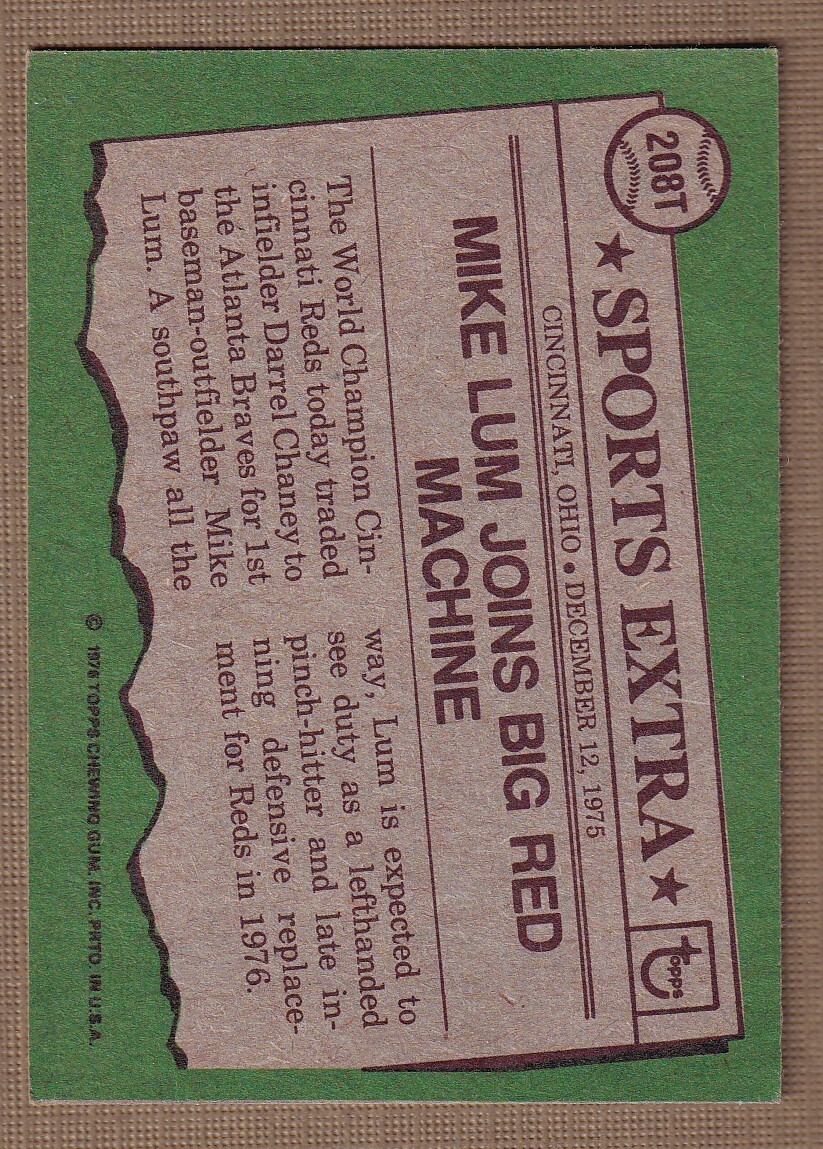 208T
★ SPORTS EXTRA ★
topps
CINCINNATI, OHIO • DECEMBER 12, 1975
MIKE LUM JOINS BIG RED
MACHINE
The World Champion Cin-
cinnati Reds today traded
infielder Darrel Chaney to
the Atlanta Braves for 1st
baseman-outfielder Mike
Lum. A southpaw all the
way, Lum is expected to
see duty as a lefthanded
pinch-hitter and late in-
ning defensive replace-
ment for Reds in 1976.
© 1976 TOPPS CHEWING GUM, INC. PRTD. IN U.S.A.